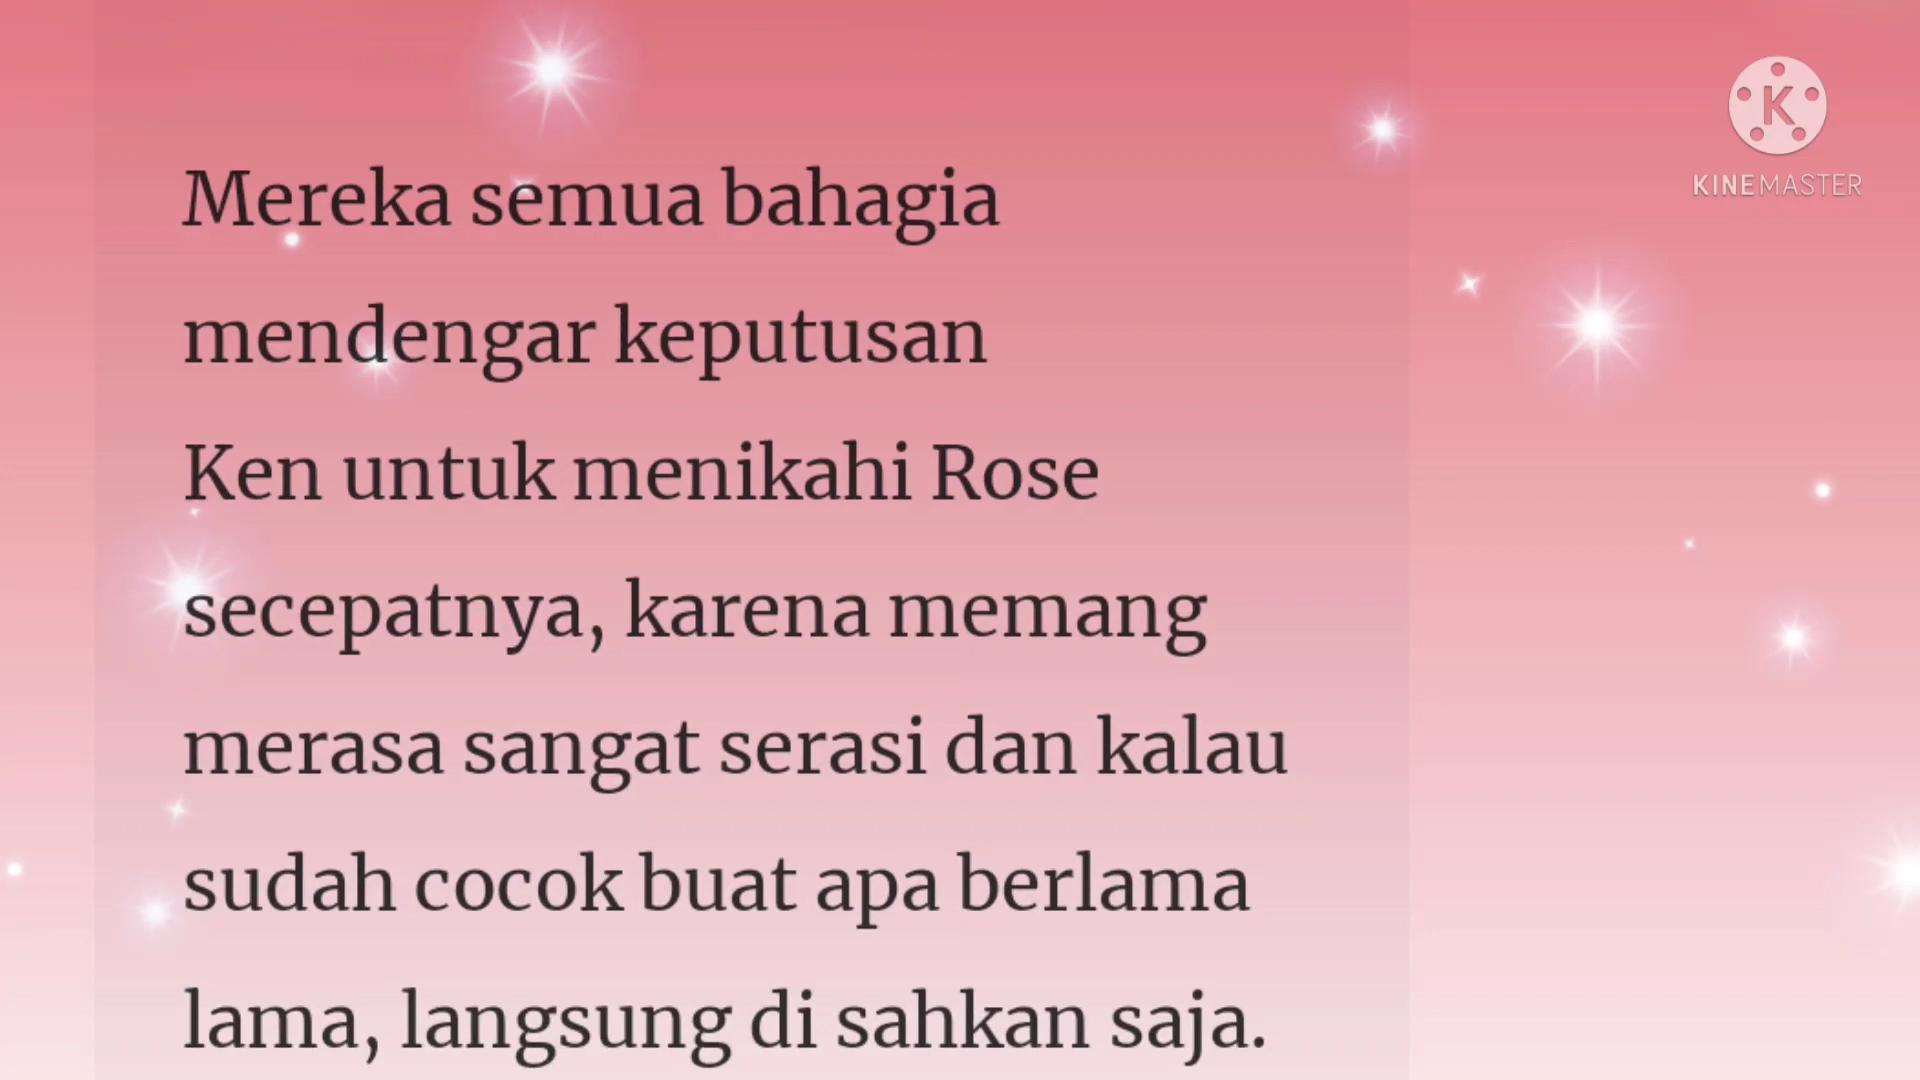 Mereka semua bahagia
mendengar keputusan
Ken untuk menikahi Rose
secepatnya, karena memang
merasa sangat serasi dan kalau
sudah cocok buat apa berlama
lama, langsung di sahkan saja.
K
KINEMASTER